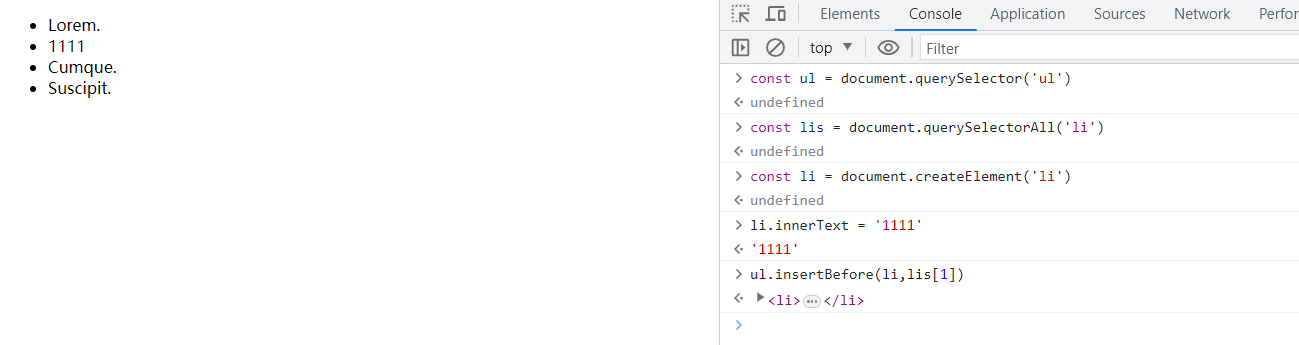 Lorem.
1111
Cumque.
Suscipit.
Elements Console Application Sources Network Perfor
top Filter
const ul = document.querySelector('ul')
undefined
const lis = document.querySelectorAll('li')
undefined
const li = document.createElement('li')
undefined
li.innerText = '1111'
'1111'
ul.insertBefore(li,lis[1])
<li>…</li>